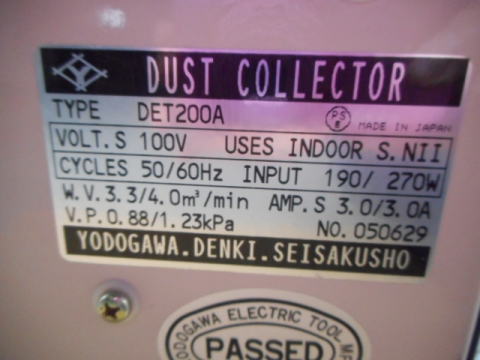 DUST COLLECTOR
TYPE DET200A PS E MADE IN JAPAN
VOLT.S 100V USES INDOOR S.NII
CYCLES 50/60Hz INPUT 190/ 270W
W.V.3.3/4.0m³/min AMP.S 3.0/3.0A
V.P.0.88/1.23kPa NO.050629
YODOGAWA.DENKI.SEISAKUSHO
YODOGAWA ELECTRIC TOOL
PASSED